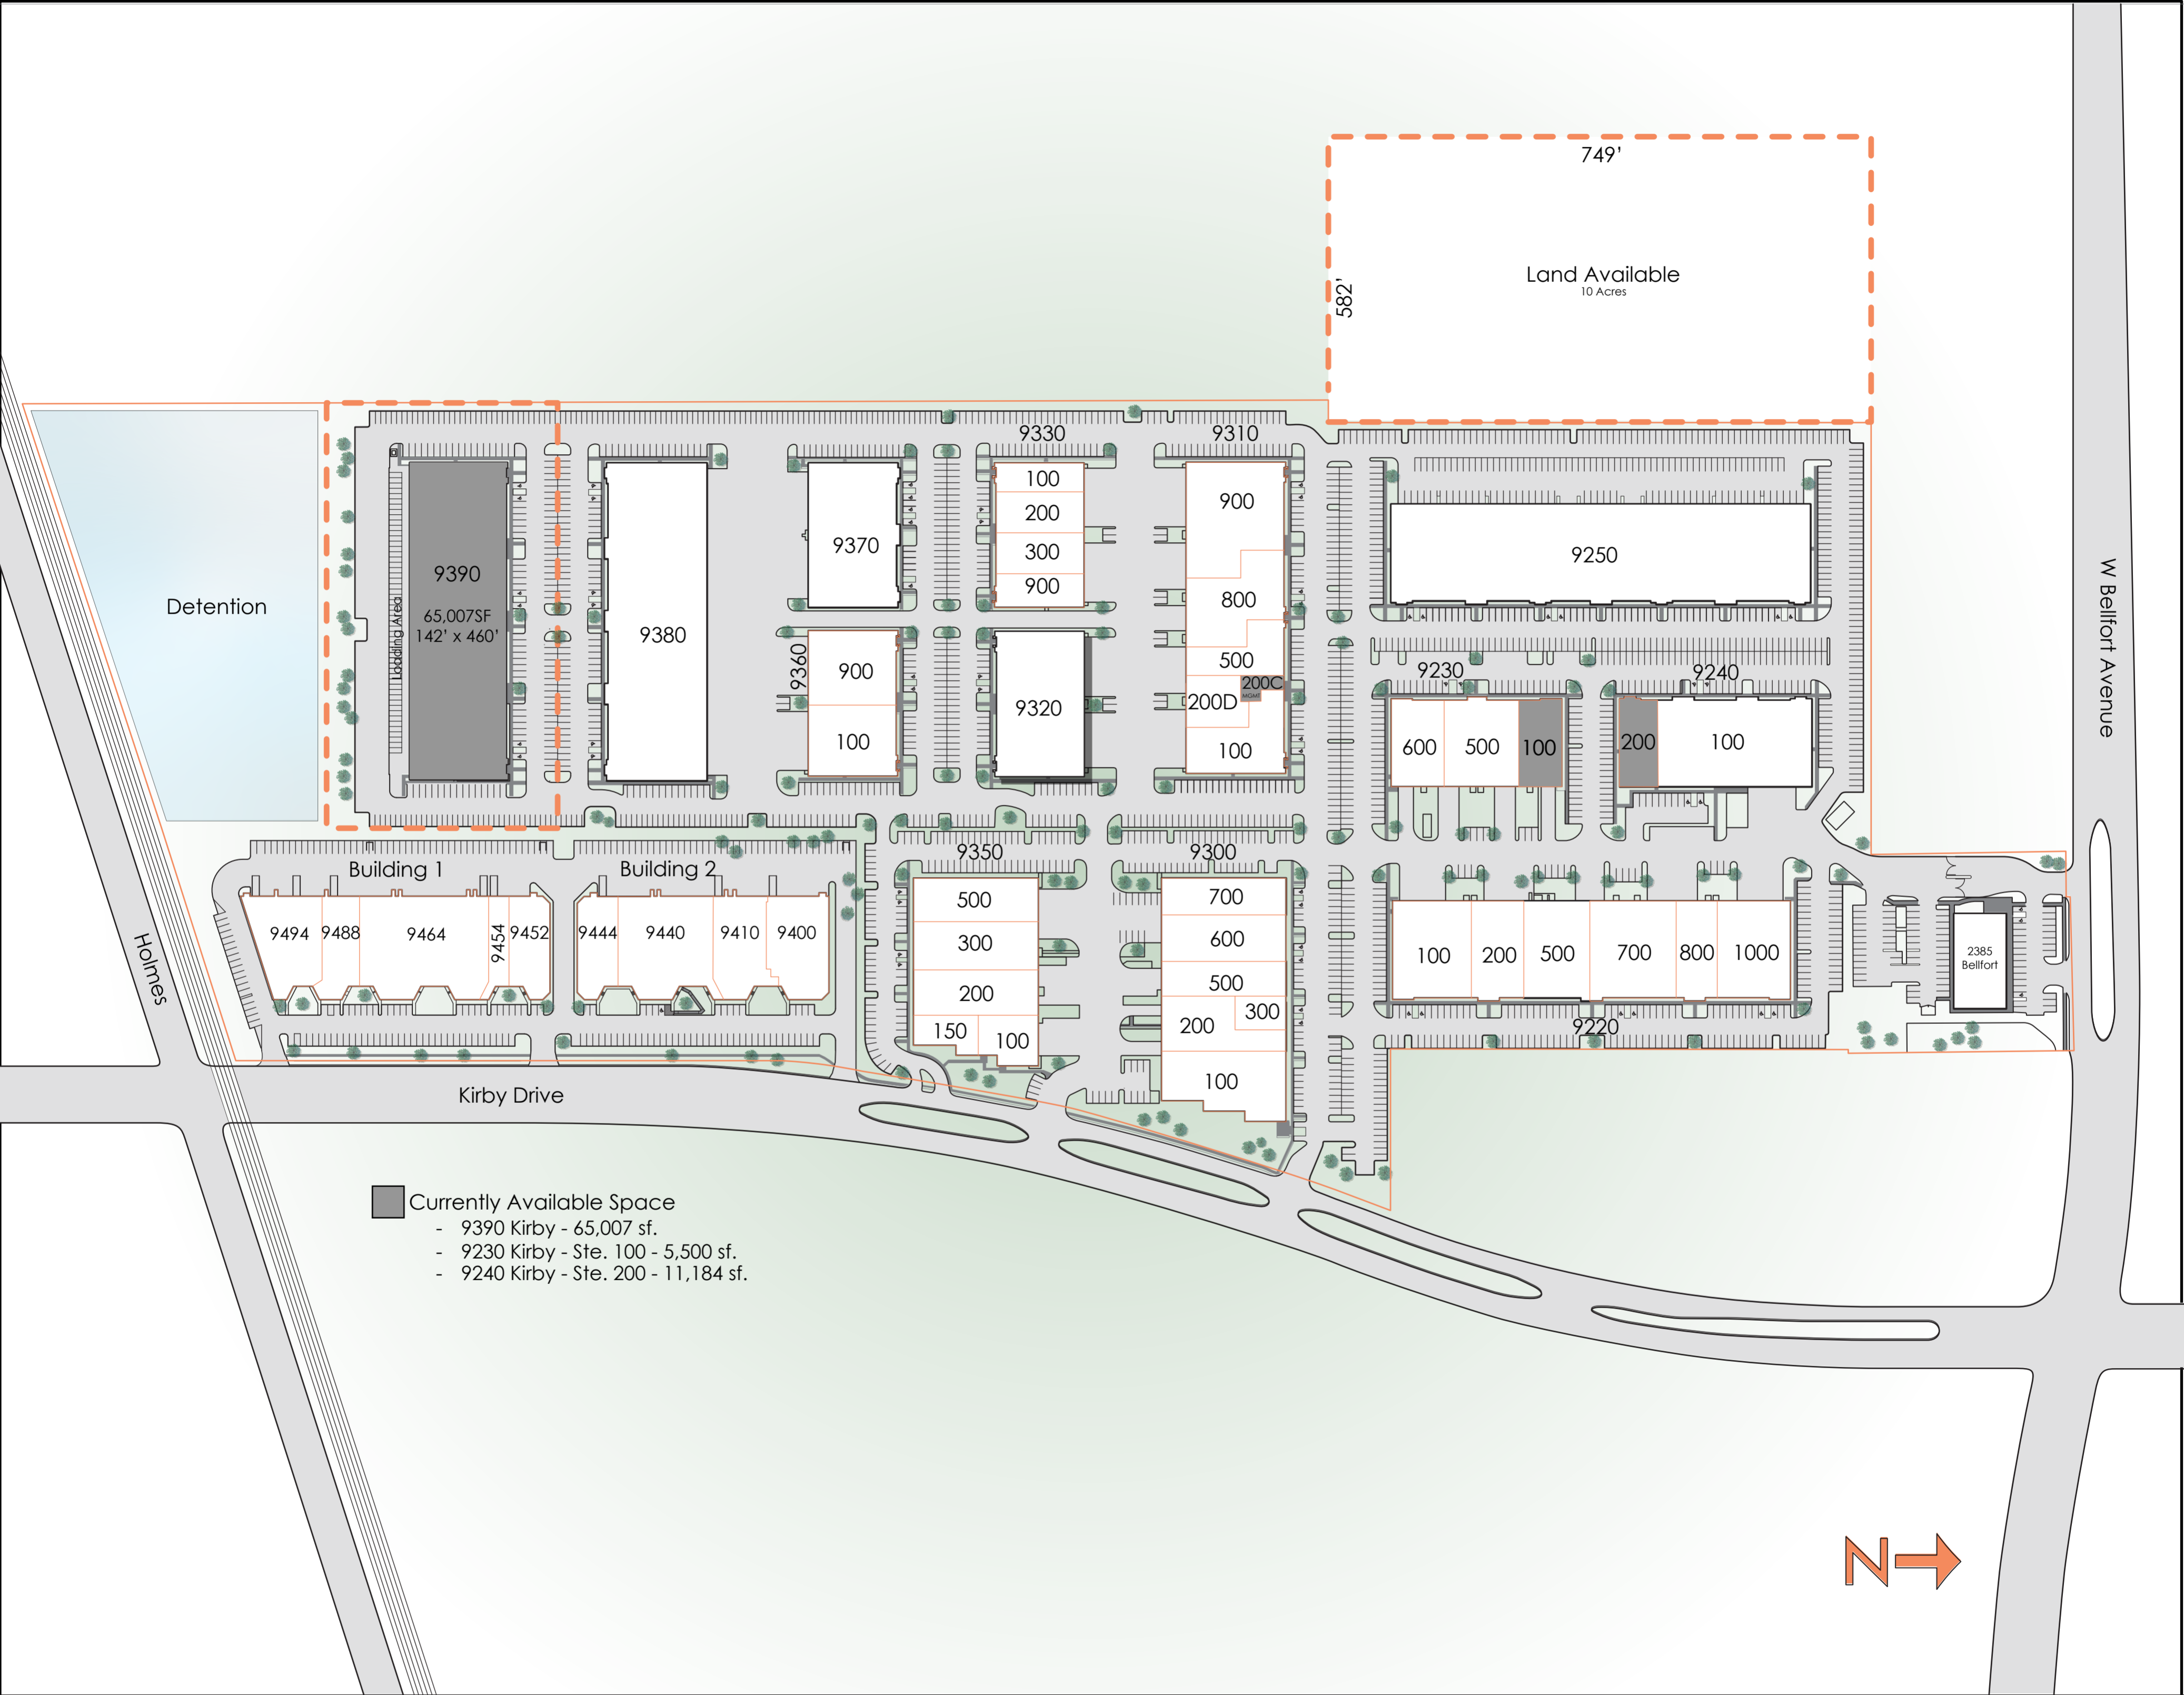 749'
582'
Land Available
10 Acres
9330
9310
100
200
300
900
900
800
500
200C
MGMT
200D
100
9370
9390
65,007SF
142' x 460'
Loading Area
Detention
9380
9360
900
100
9320
9250
9230
600
500
100
9240
200
100
W Bellfort Avenue
Building 1
9494
9488
9464
9454
9452
Building 2
9444
9440
9410
9400
9350
500
300
200
150
100
9300
700
600
500
300
200
100
100
200
500
700
800
1000
9220
2385
Bellfort
Holmes
Kirby Drive
Currently Available Space
- 9390 Kirby - 65,007 sf.
- 9230 Kirby - Ste. 100 - 5,500 sf.
- 9240 Kirby - Ste. 200 - 11,184 sf.
N